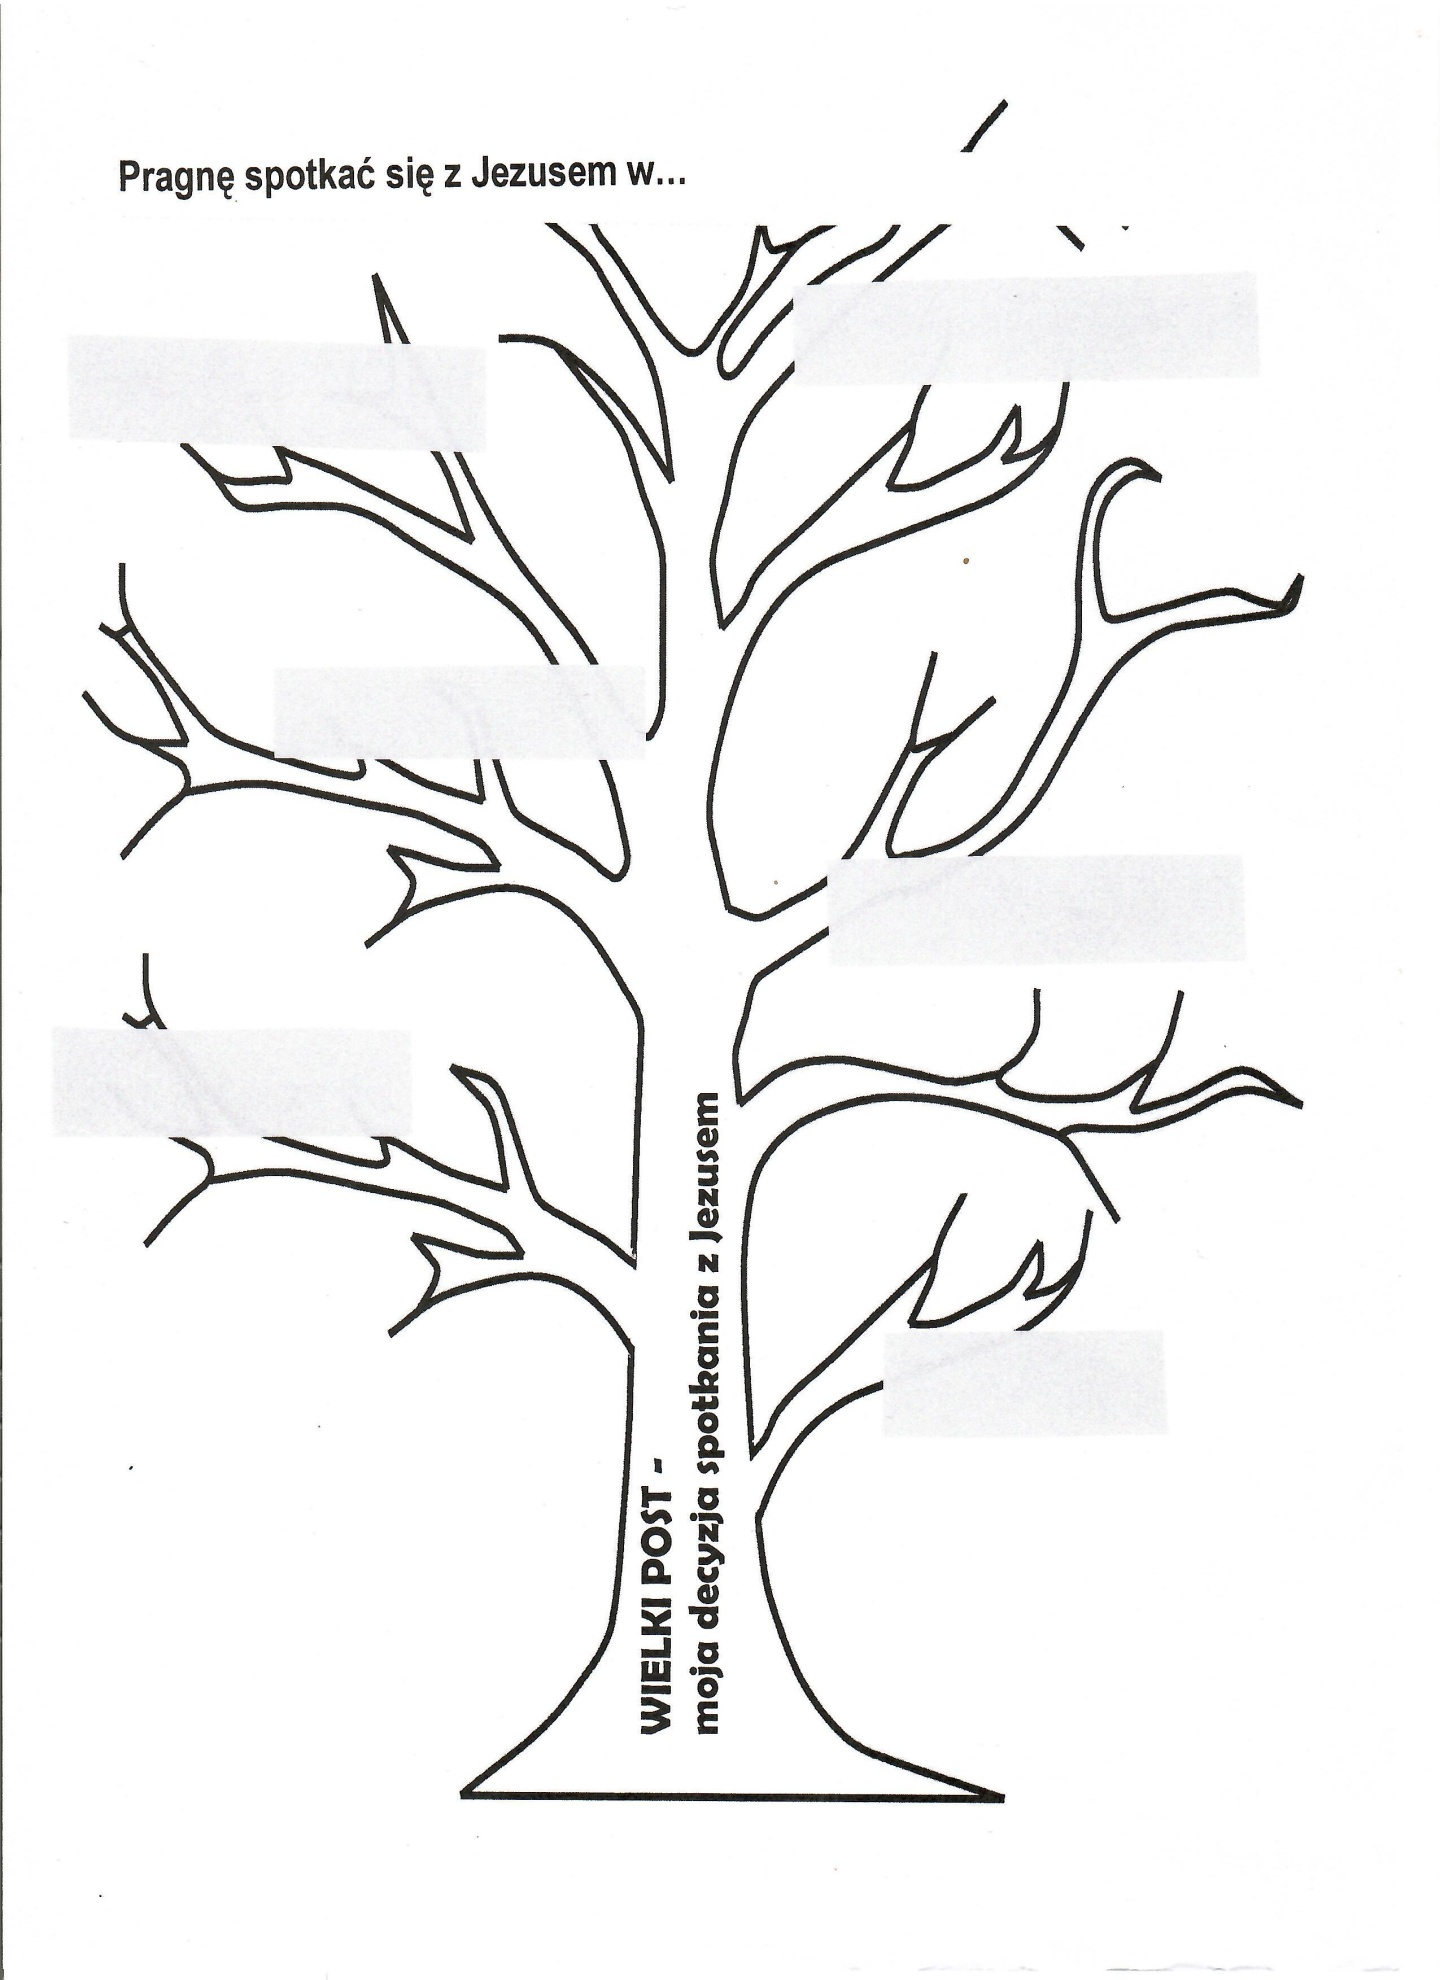 Pragnę spotkać się z Jezusem w...
WIELKI POST -
moja decyzja spotkania z Jezusem